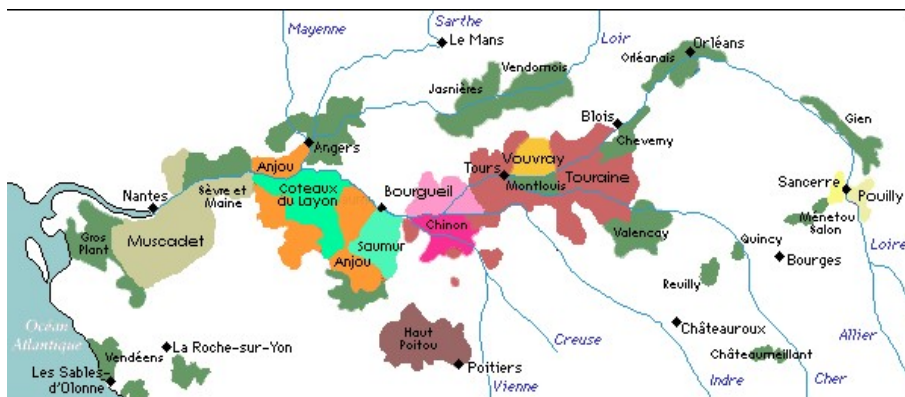 Mayenne
Sarthe
Le Mans
Loir
Orléans
Orléanais
Vendomois
Jasnières
Blois
Gien
Angers
Cheverny
Vouvray
Anjou
Tours
Touraine
Montlouis
Sancerre
Pouilly
Nantes
Sèvre et
Maine
Coteaux
du Layon
Bourgueil
Menetou
Salon
Chinon
Valencay
Quincy
Gros
Plant
Muscadet
Saumur
Loire
Anjou
Bourges
Reuilly
Océan
Atlantique
Haut
Poitou
Creuse
Châteauroux
Allier
Vendéens
La Roche-sur-Yon
Châteaumeillant
Les Sables-
d'Olonne
Poitiers
Vienne
Indre
Cher